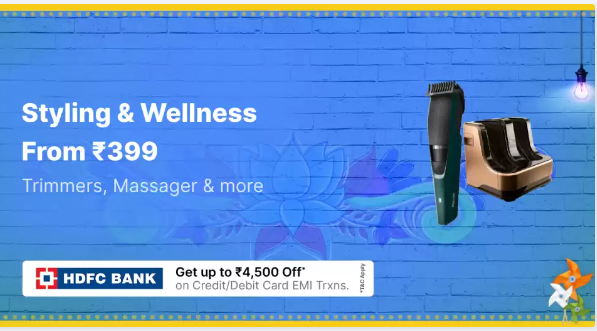 Styling & Wellness
From ₹399
Trimmers, Massager & more
HDFC BANK
Get up to ₹4,500 Off*
on Credit/Debit Card EMI Trxns.
*T&C Apply